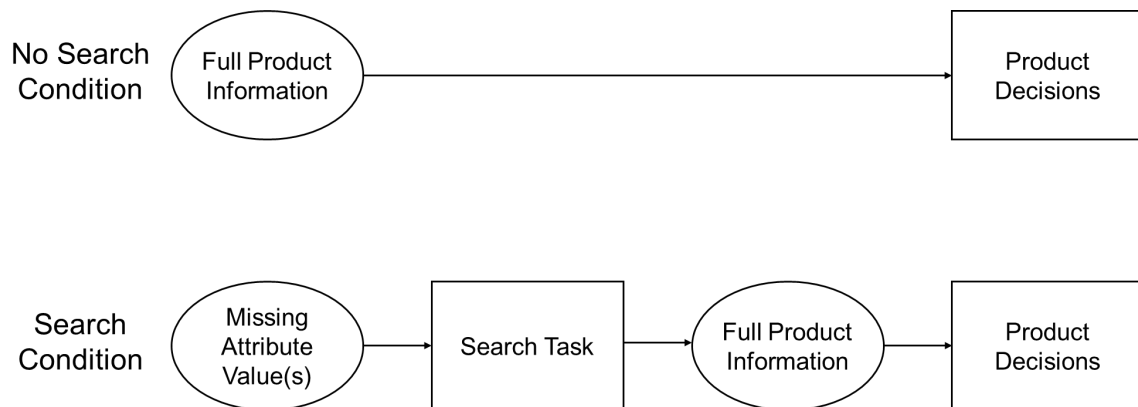 No Search
Condition
Full Product
Information
Product
Decisions
Search
Condition
Missing
Attribute
Value(s)
Search Task
Full Product
Information
Product
Decisions